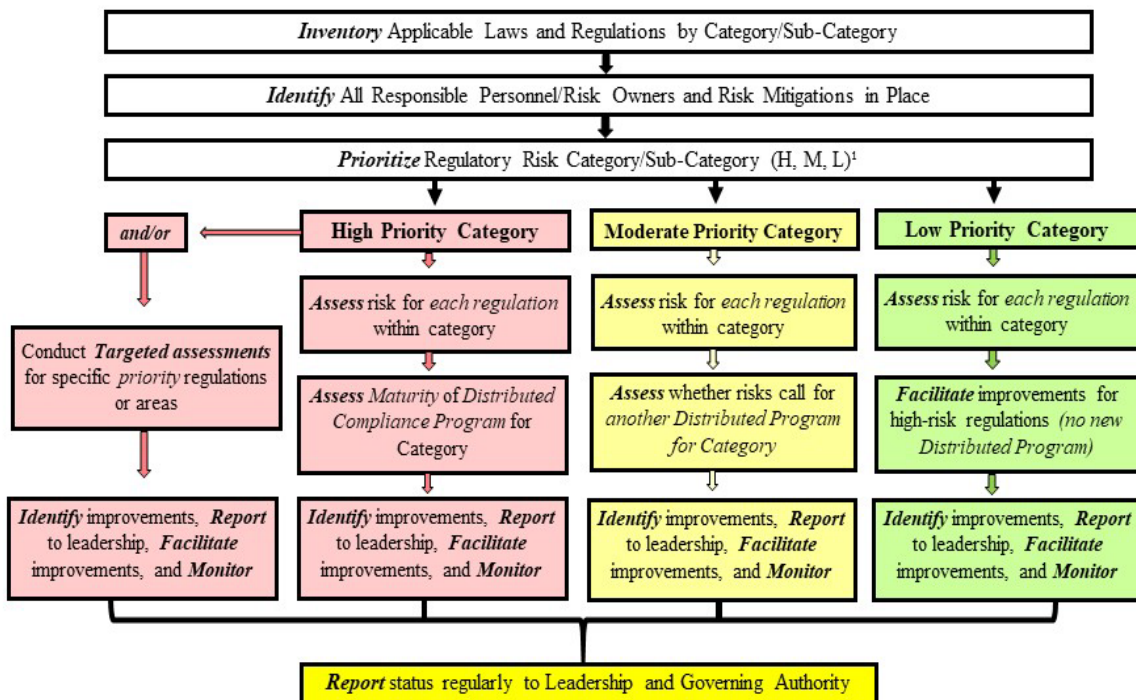 Inventory Applicable Laws and Regulations by Category/Sub-Category
Identify All Responsible Personnel/Risk Owners and Risk Mitigations in Place
Prioritize Regulatory Risk Category/Sub-Category (H, M, L)¹
and/or
High Priority Category
Moderate Priority Category
Low Priority Category
Conduct Targeted assessments
for specific priority regulations
or areas
Assess risk for each regulation
within category
Assess risk for each regulation
within category
Assess risk for each regulation
within category
Assess Maturity of Distributed
Compliance Program for
Category
Assess whether risks call for
another Distributed Program
for Category
Facilitate improvements for
high-risk regulations (no new
Distributed Program)
Identify improvements, Report
to leadership, Facilitate
improvements, and Monitor
Identify improvements, Report
to leadership, Facilitate
improvements, and Monitor
Identify improvements, Report
to leadership, Facilitate
improvements, and Monitor
Identify improvements, Report
to leadership, Facilitate
improvements, and Monitor
Report status regularly to Leadership and Governing Authority